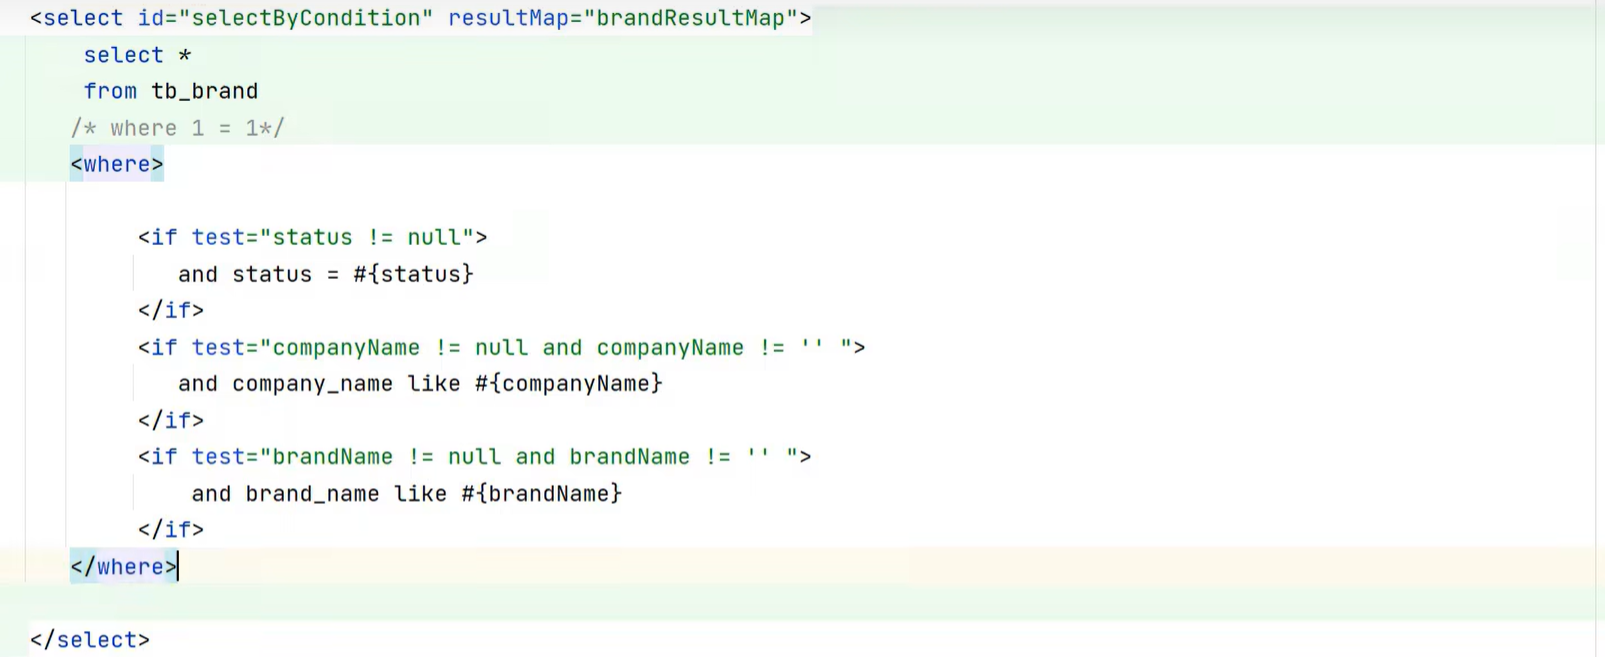 <select id="selectByCondition" resultMap="brandResultMap">
select *
from tb_brand
/* where 1 = 1*/
<where>
<if test="status != null">
and status = #{status}
</if>
<if test="companyName != null and companyName != '' ">
and company_name like #{companyName}
</if>
<if test="brandName != null and brandName != '' ">
and brand_name like #{brandName}
</if>
</where>
</select>